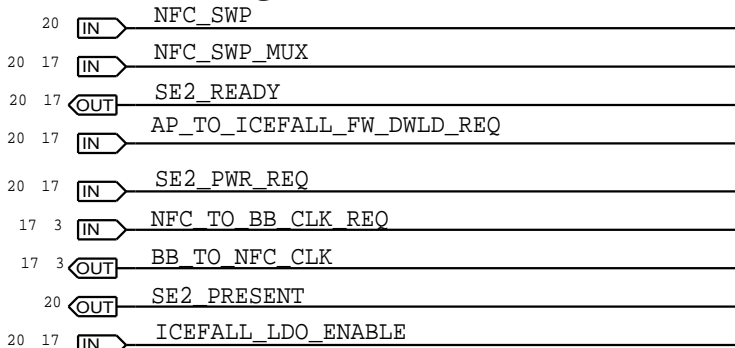 20 IN NFC_SWP
20 17 IN NFC_SWP_MUX
20 17 OUT SE2_READY
20 17 IN AP_TO_ICEFALL_FW_DWLD_REQ
20 17 IN SE2_PWR_REQ
17 3 IN NFC_TO_BB_CLK_REQ
17 3 OUT BB_TO_NFC_CLK
20 OUT SE2_PRESENT
20 17 IN ICEFALL_LDO_ENABLE